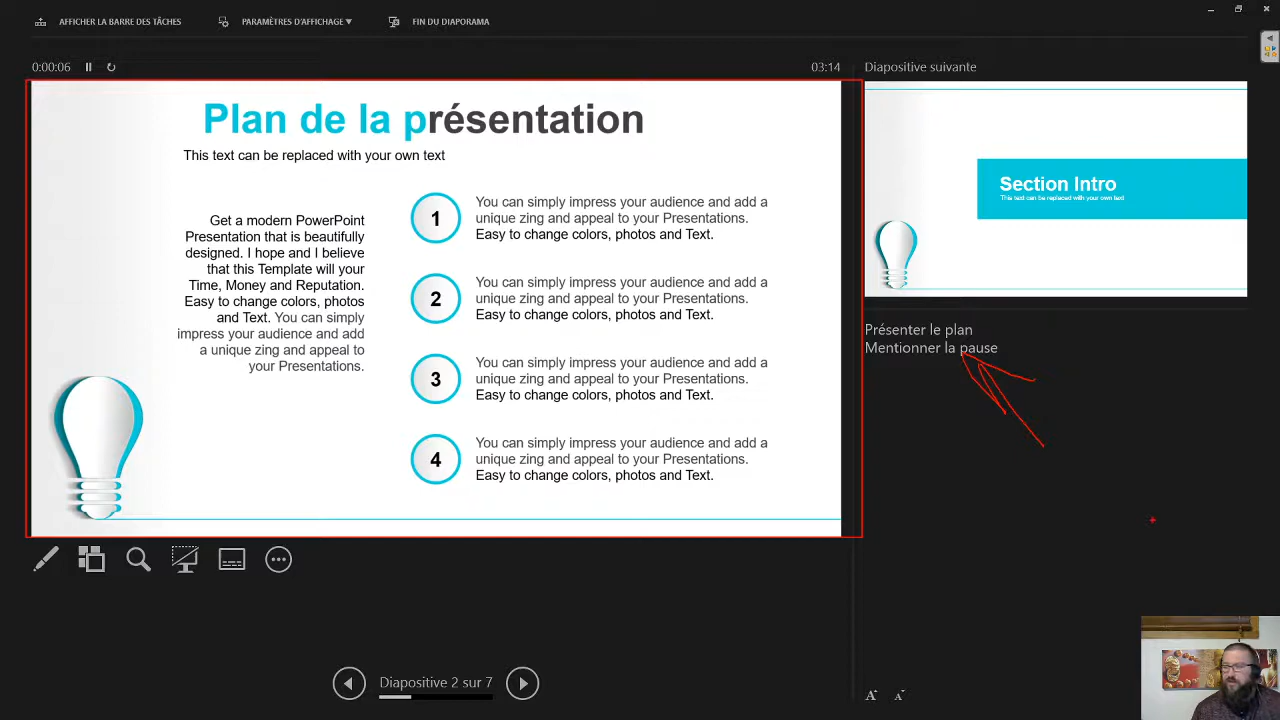 AFFICHER LA BARRE DES TÂCHES
PARAMÈTRES D'AFFICHAGE ▼
FIN DU DIAPORAMA
0:00:06
03:14
Plan de la présentation
This text can be replaced with your own text
Get a modern PowerPoint
Presentation that is beautifully
designed. I hope and I believe
that this Template will your
Time, Money and Reputation.
Easy to change colors, photos
and Text. You can simply
impress your audience and add
a unique zing and appeal to
your Presentations.
1
You can simply impress your audience and add a
unique zing and appeal to your Presentations.
Easy to change colors, photos and Text.
2
You can simply impress your audience and add a
unique zing and appeal to your Presentations.
Easy to change colors, photos and Text.
3
You can simply impress your audience and add a
unique zing and appeal to your Presentations.
Easy to change colors, photos and Text.
4
You can simply impress your audience and add a
unique zing and appeal to your Presentations.
Easy to change colors, photos and Text.
Diapositive 2 sur 7
Diapositive suivante
Section Intro
This text can be replaced with your own text
Présenter le plan
Mentionner la pause
A
A